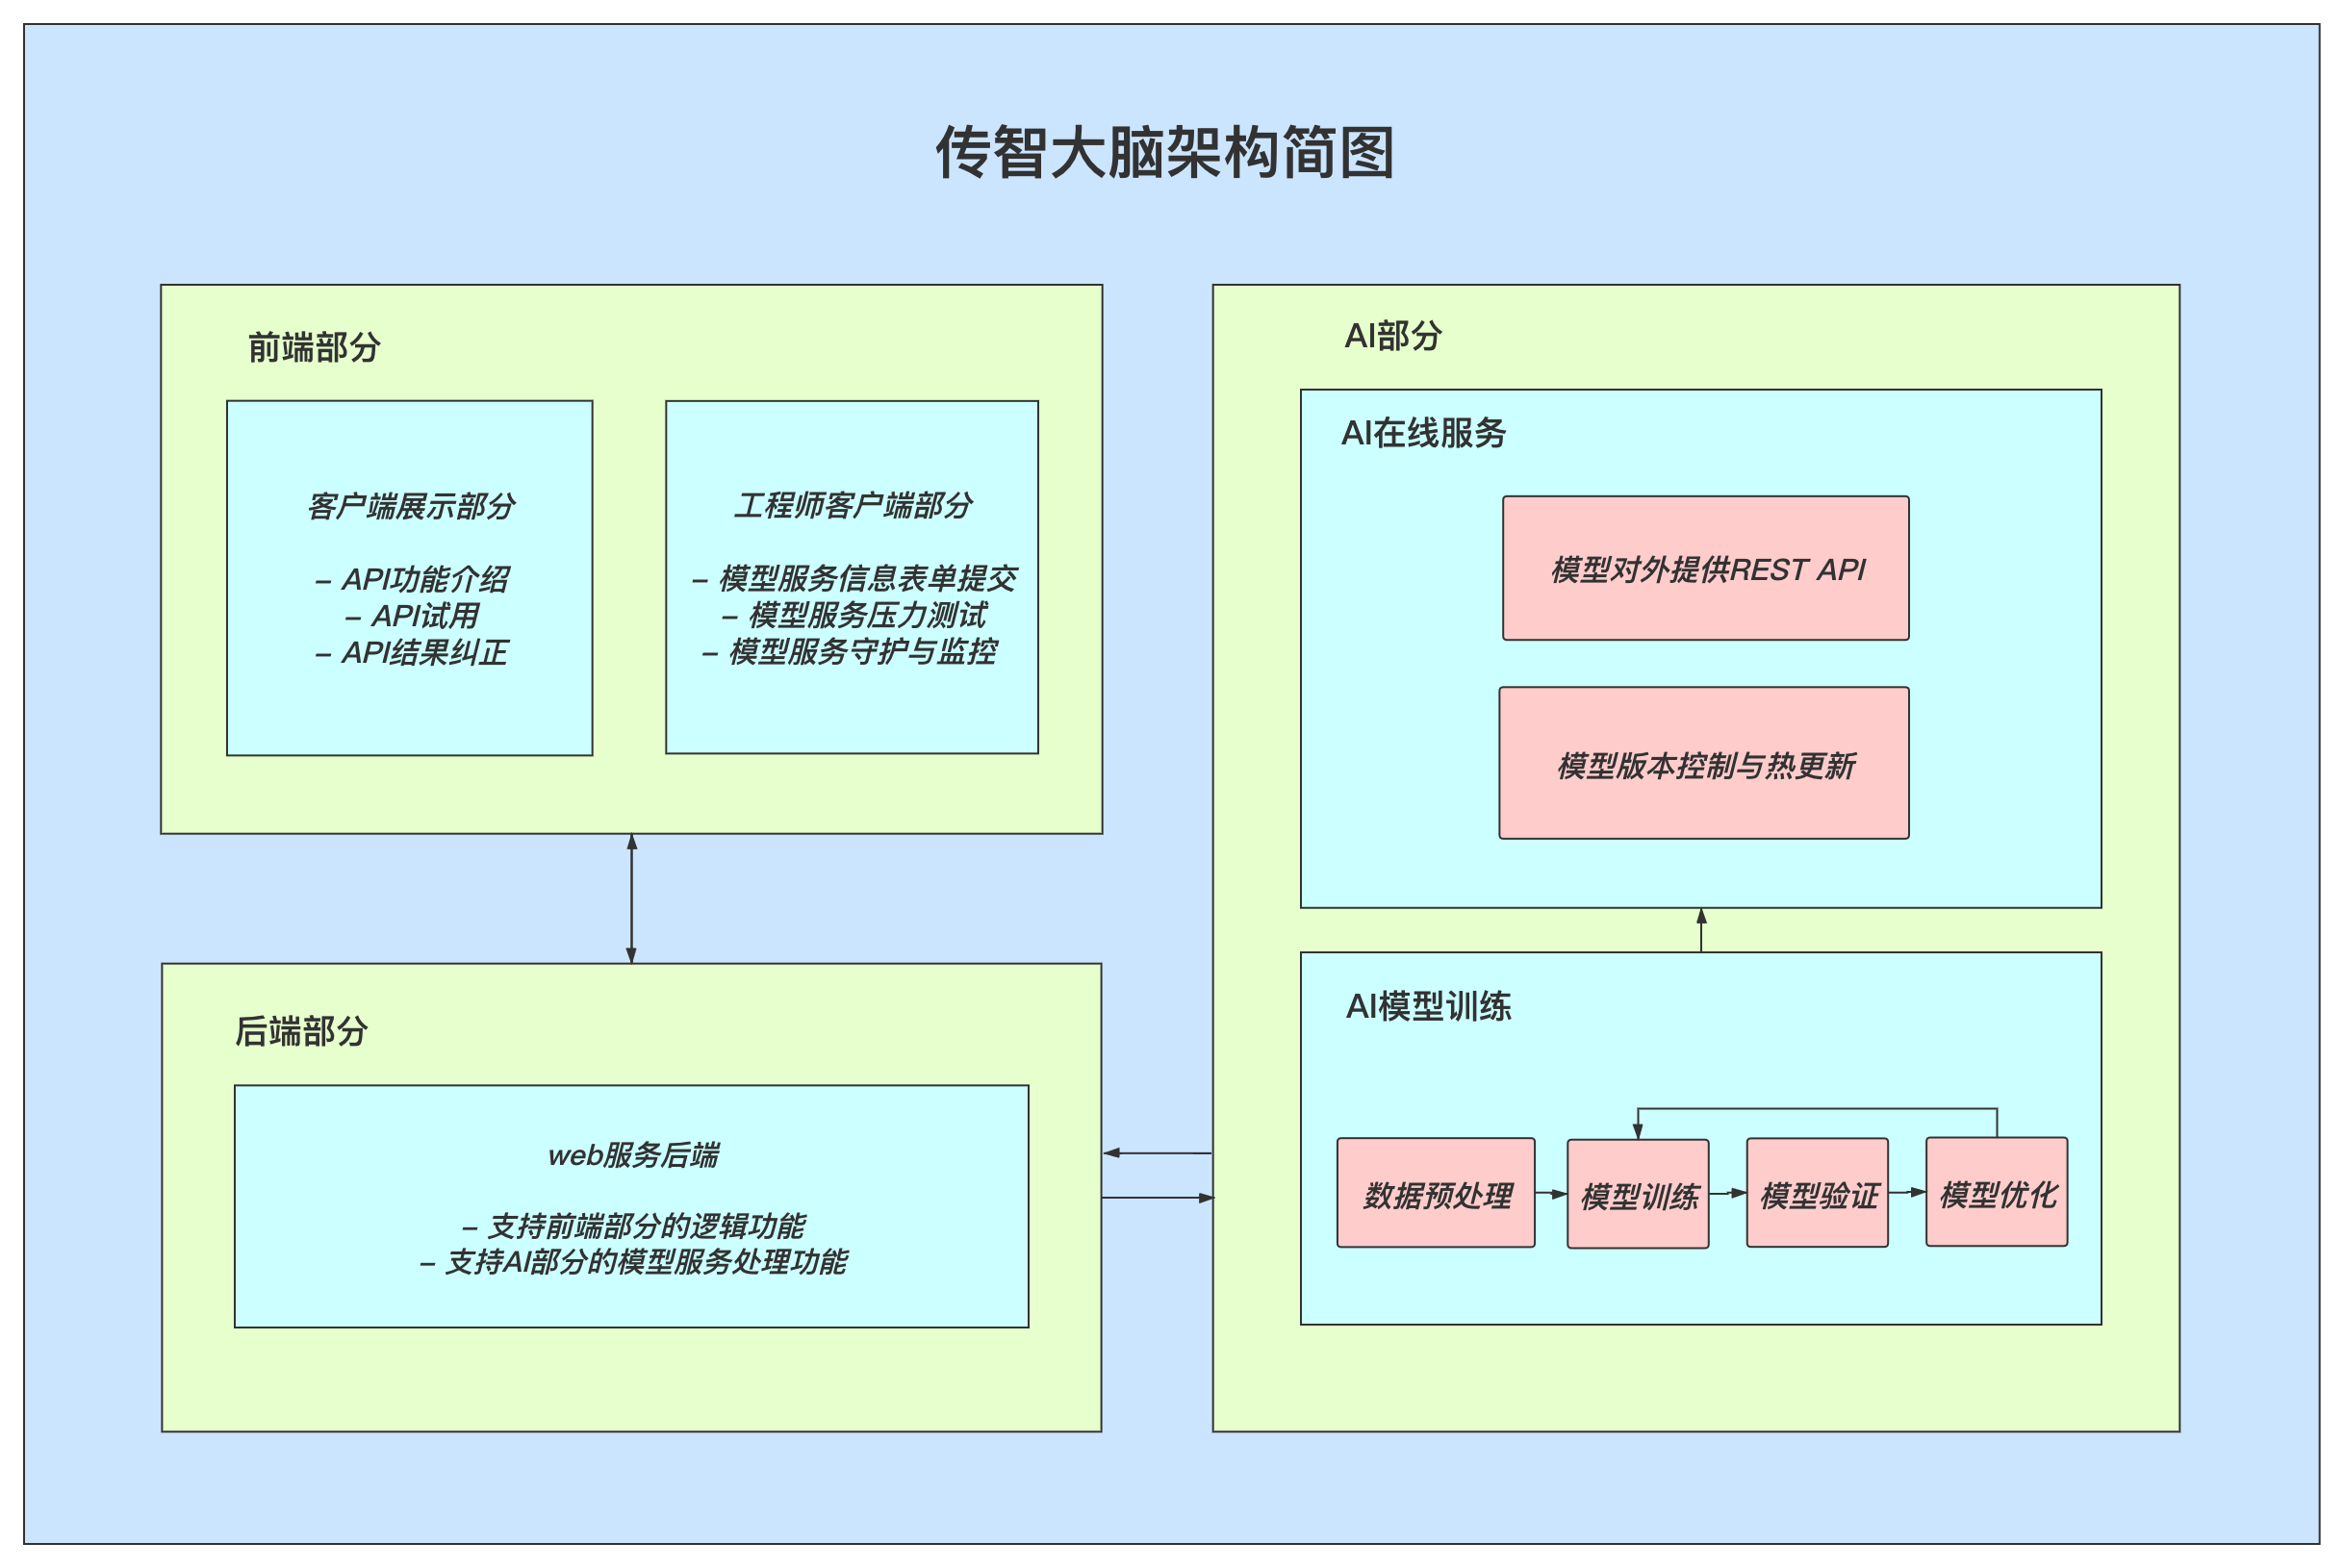 传智大脑架构简图
前端部分
客户端展示部分
- API功能介绍
- API试用
- API结果纠正
工程师客户端部分
- 模型服务信息表单提交
- 模型服务压力测试
- 模型服务守护与监控
后端部分
web服务后端
- 支持前端部分的逻辑功能
- 支持AI部分的模型服务处理功能
AI部分
AI在线服务
模型对外提供REST API
模型版本控制与热更新
AI模型训练
数据预处理
模型训练
模型验证
模型优化